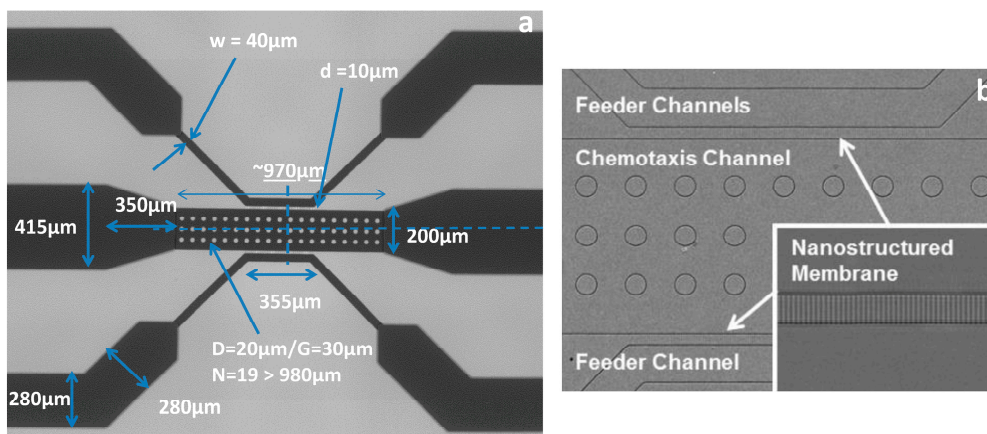 a
w = 40µm
d =10µm
~970µm
350µm
415µm
200µm
355µm
D=20µm/G=30µm
N=19 > 980µm
280µm
280µm
b
Feeder Channels
Chemotaxis Channel
Nanostructured
Membrane
Feeder Channel